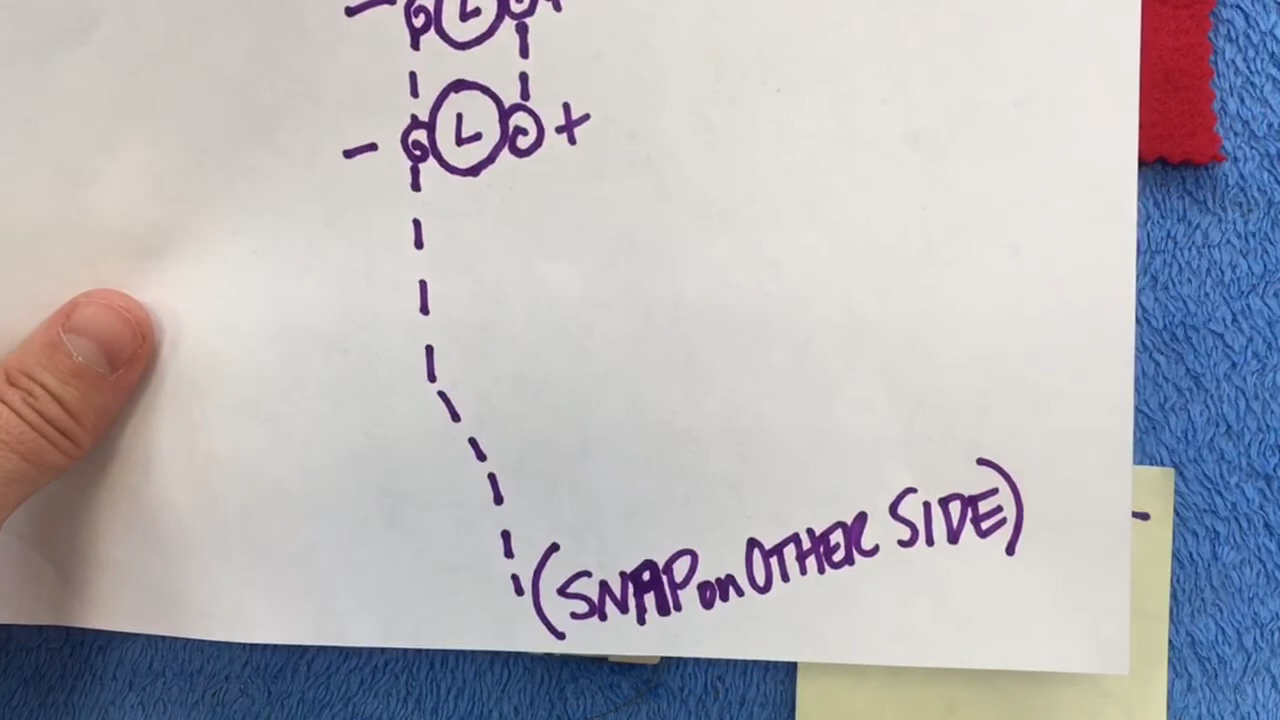 - L +
- L +
(SNAP on OTHER SIDE)